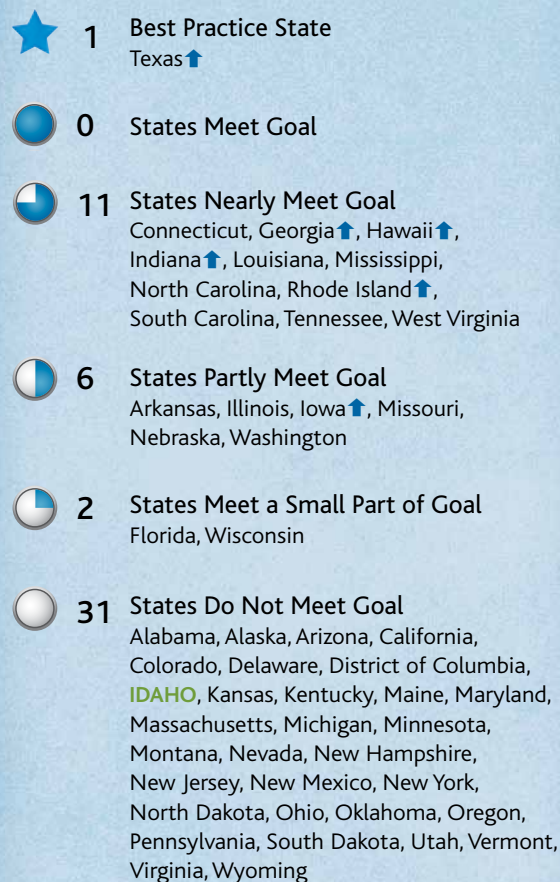 1 Best Practice State
Texas⬆
0 States Meet Goal
11 States Nearly Meet Goal
Connecticut, Georgia⬆, Hawaii⬆,
Indiana⬆, Louisiana, Mississippi,
North Carolina, Rhode Island⬆,
South Carolina, Tennessee, West Virginia
6 States Partly Meet Goal
Arkansas, Illinois, Iowa⬆, Missouri,
Nebraska, Washington
2 States Meet a Small Part of Goal
Florida, Wisconsin
31 States Do Not Meet Goal
Alabama, Alaska, Arizona, California,
Colorado, Delaware, District of Columbia,
IDAHO, Kansas, Kentucky, Maine, Maryland,
Massachusetts, Michigan, Minnesota,
Montana, Nevada, New Hampshire,
New Jersey, New Mexico, New York,
North Dakota, Ohio, Oklahoma, Oregon,
Pennsylvania, South Dakota, Utah, Vermont,
Virginia, Wyoming